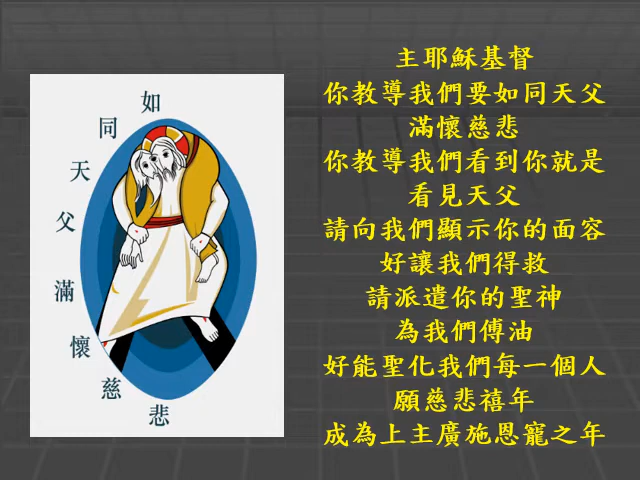 如同天父滿懷慈悲
主耶穌基督
你教導我們要如同天父
滿懷慈悲
你教導我們看到你就是
看見天父
請向我們顯示你的面容
好讓我們得救
請派遣你的聖神
為我們傅油
好能聖化我們每一個人
願慈悲禧年
成為上主廣施恩寵之年